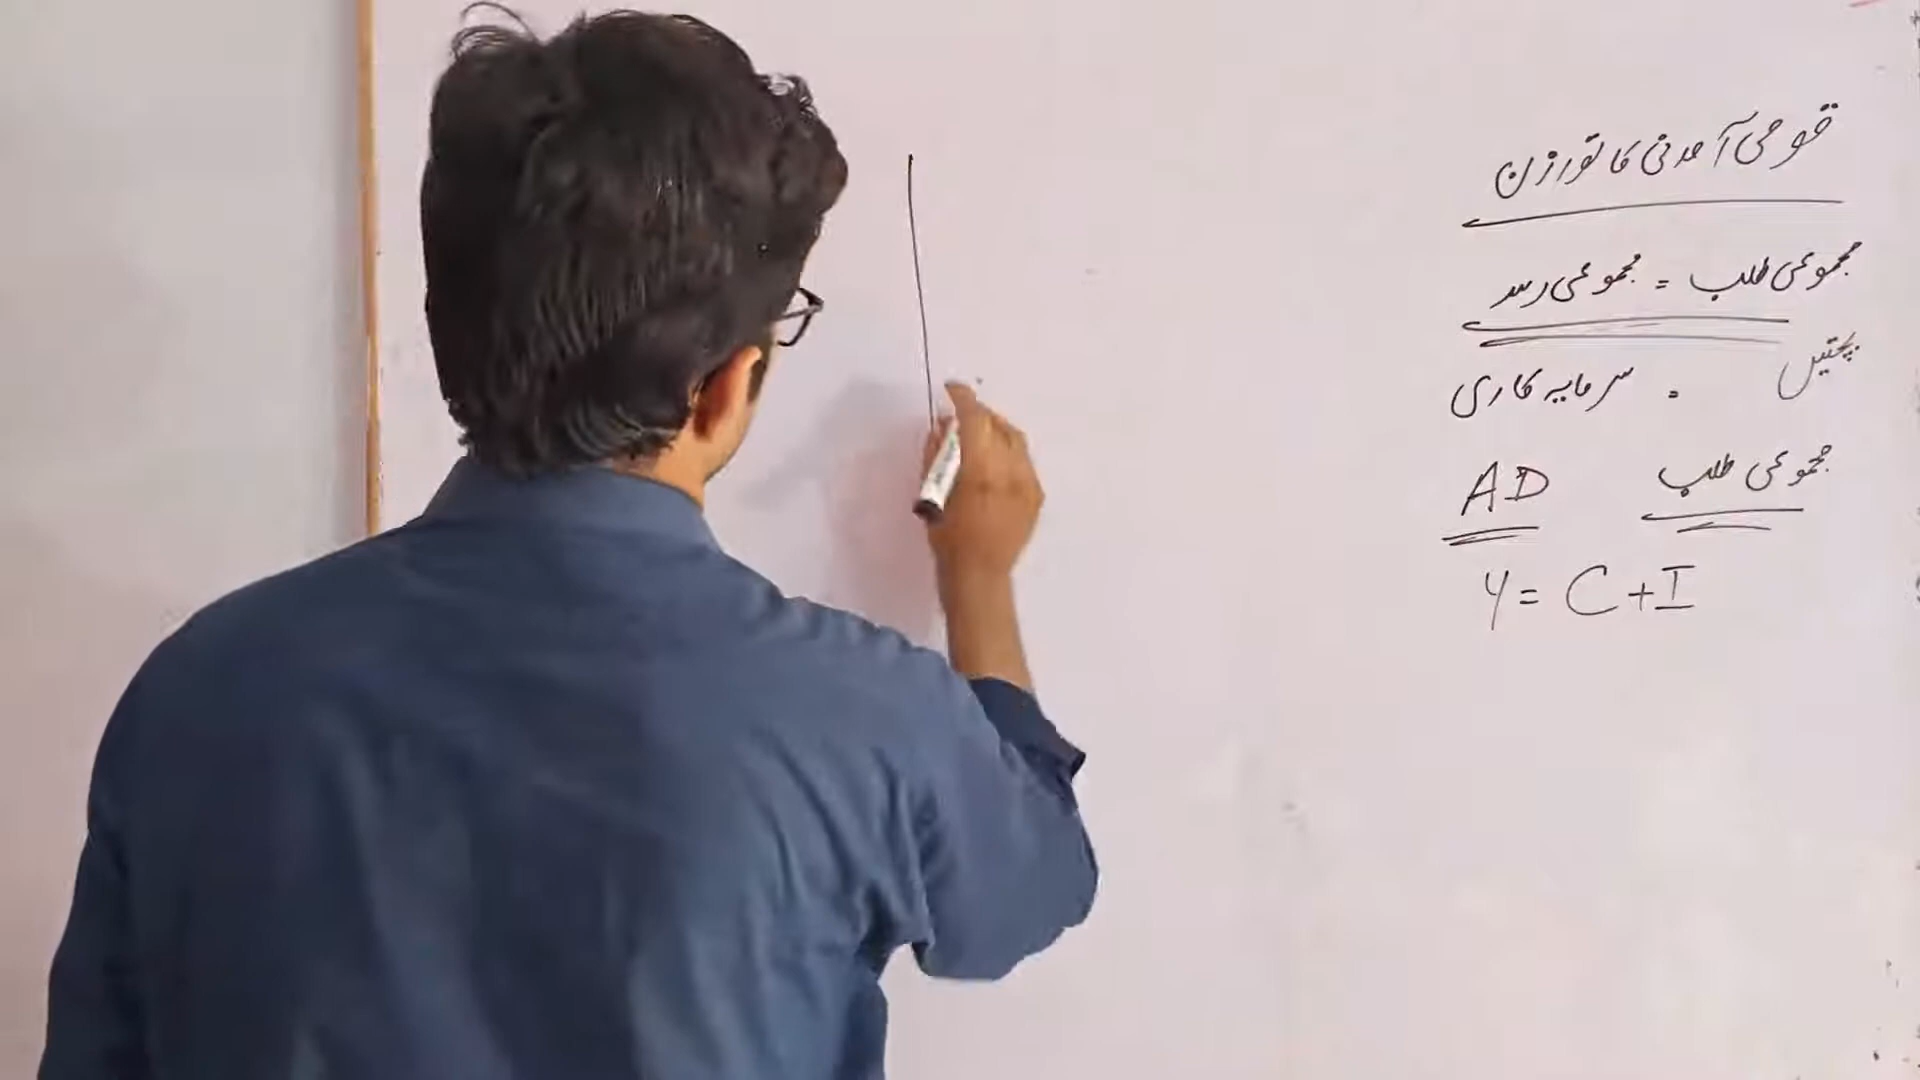 قومی آمدنی کا توازن
مجموعی طلب = مجموعی رسد
بچتیں = سرمایہ کاری
مجموعی طلب AD
Y = C + I